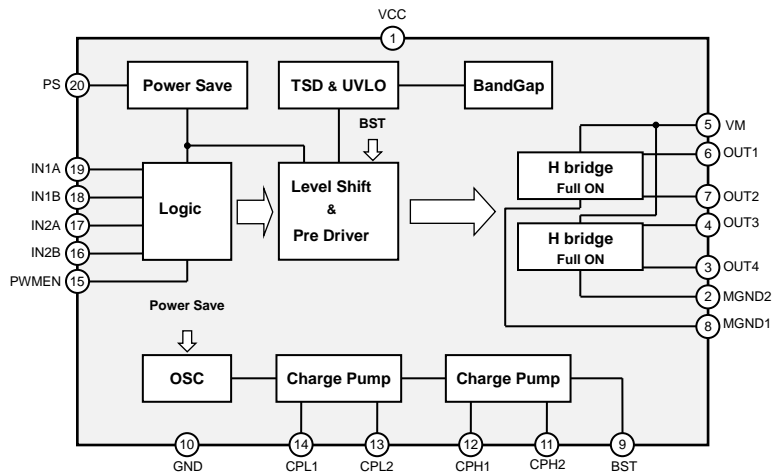 VCC
1
PS
20
Power Save
TSD & UVLO
BandGap
BST
5
VM
6
OUT1
IN1A
19
IN1B
18
IN2A
17
IN2B
16
PWMEN
15
Logic
Level Shift
&
Pre Driver
H bridge
Full ON
7
OUT2
4
OUT3
H bridge
Full ON
3
OUT4
2
MGND2
8
MGND1
Power Save
OSC
Charge Pump
Charge Pump
10
14
13
12
11
9
GND
CPL1
CPL2
CPH1
CPH2
BST